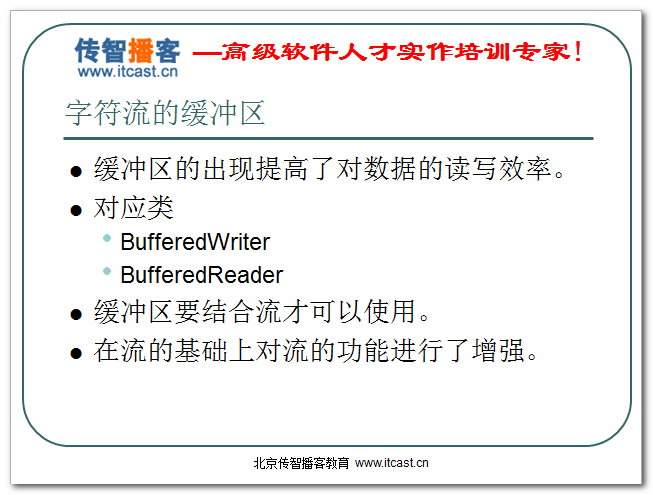 传智播客 —高级软件人才实作培训专家！
www.itcast.cn
字符流的缓冲区
● 缓冲区的出现提高了对数据的读写效率。
● 对应类
• BufferedWriter
• BufferedReader
● 缓冲区要结合流才可以使用。
● 在流的基础上对流的功能进行了增强。
北京传智播客教育 www.itcast.cn